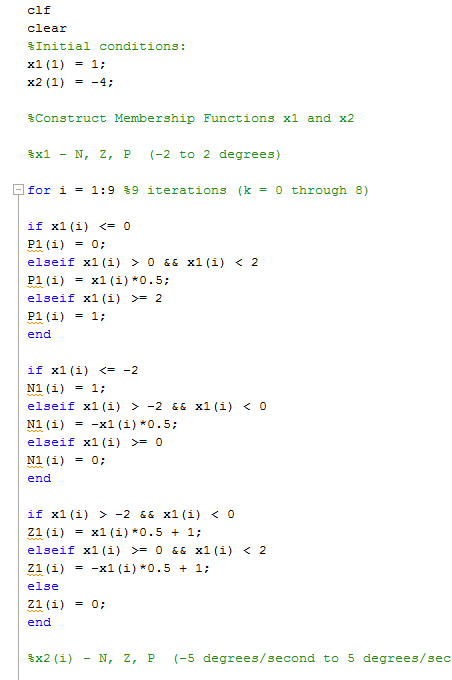 clf
clear
%Initial conditions:
x1(1) = 1;
x2(1) = -4;
%Construct Membership Functions x1 and x2
%x1 - N, Z, P  (-2 to 2 degrees)
for i = 1:9 %9 iterations (k = 0 through 8)
if x1(i) <= 0
P1(i) = 0;
elseif x1(i) > 0 && x1(i) < 2
P1(i) = x1(i)*0.5;
elseif x1(i) >= 2
P1(i) = 1;
end
if x1(i) <= -2
N1(i) = 1;
elseif x1(i) > -2 && x1(i) < 0
N1(i) = -x1(i)*0.5;
elseif x1(i) >= 0
N1(i) = 0;
end
if x1(i) > -2 && x1(i) < 0
Z1(i) = x1(i)*0.5 + 1;
elseif x1(i) >= 0 && x1(i) < 2
Z1(i) = -x1(i)*0.5 + 1;
else
Z1(i) = 0;
end
%x2(i) - N, Z, P  (-5 degrees/second to 5 degrees/sec